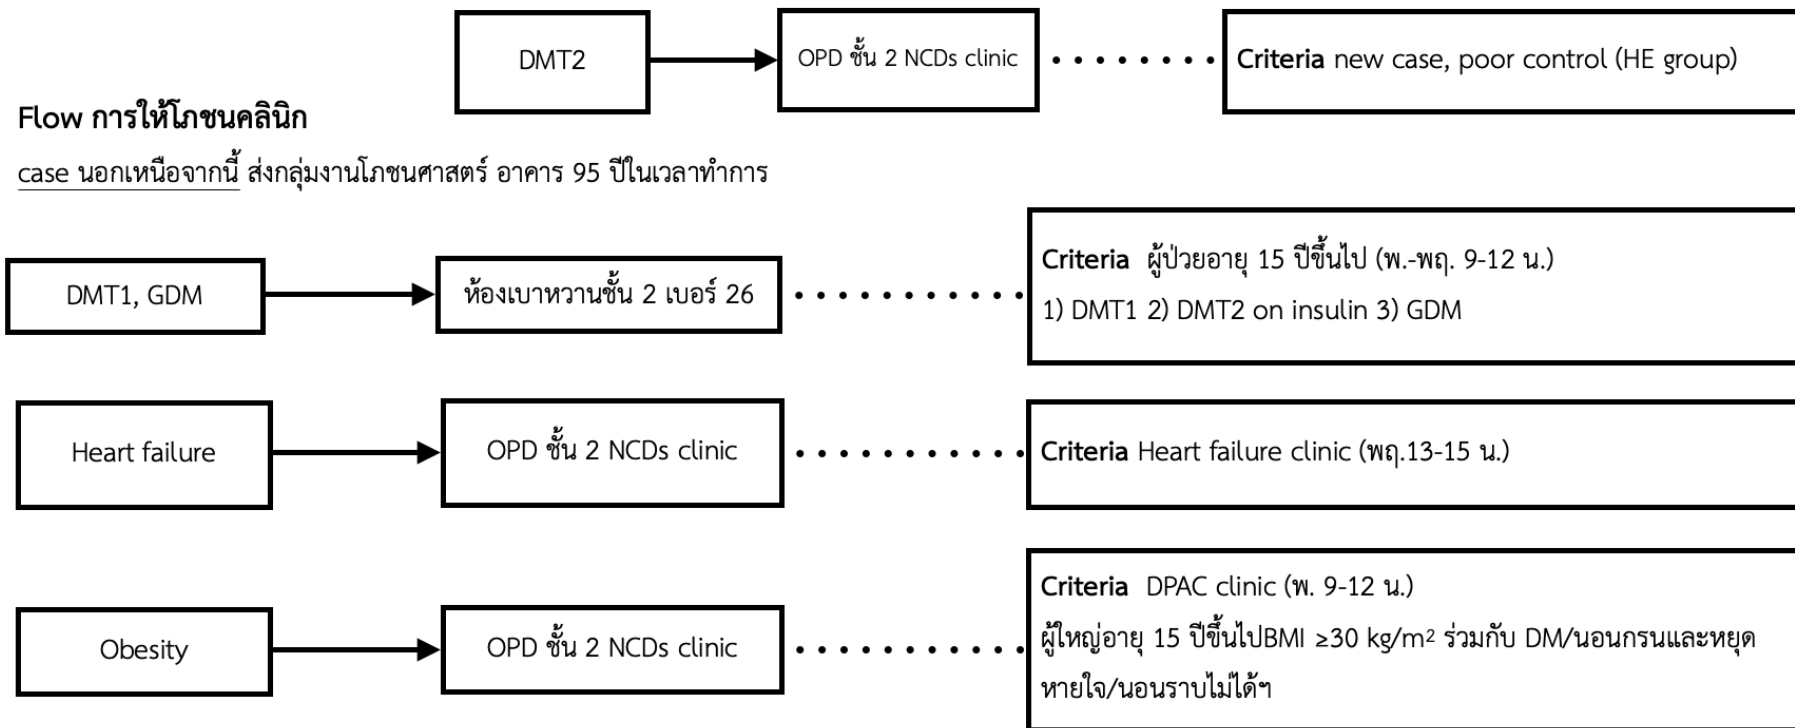 DMT2
OPD ชั้น 2 NCDs clinic
Criteria new case, poor control (HE group)
Flow การให้โภชนคลินิก
case นอกเหนือจากนี้ ส่งกลุ่มงานโภชนศาสตร์ อาคาร 95 ปีในเวลาทำการ
DMT1, GDM
ห้องเบาหวานชั้น 2 เบอร์ 26
Criteria ผู้ป่วยอายุ 15 ปีขึ้นไป (พ.-พฤ. 9-12 น.)
1) DMT1 2) DMT2 on insulin 3) GDM
Heart failure
OPD ชั้น 2 NCDs clinic
Criteria Heart failure clinic (พฤ.13-15 น.)
Obesity
OPD ชั้น 2 NCDs clinic
Criteria DPAC clinic (พ. 9-12 น.)
ผู้ใหญ่อายุ 15 ปีขึ้นไปBMI ≥30 kg/m² ร่วมกับ DM/นอนกรนและหยุด
หายใจ/นอนราบไม่ได้ฯ